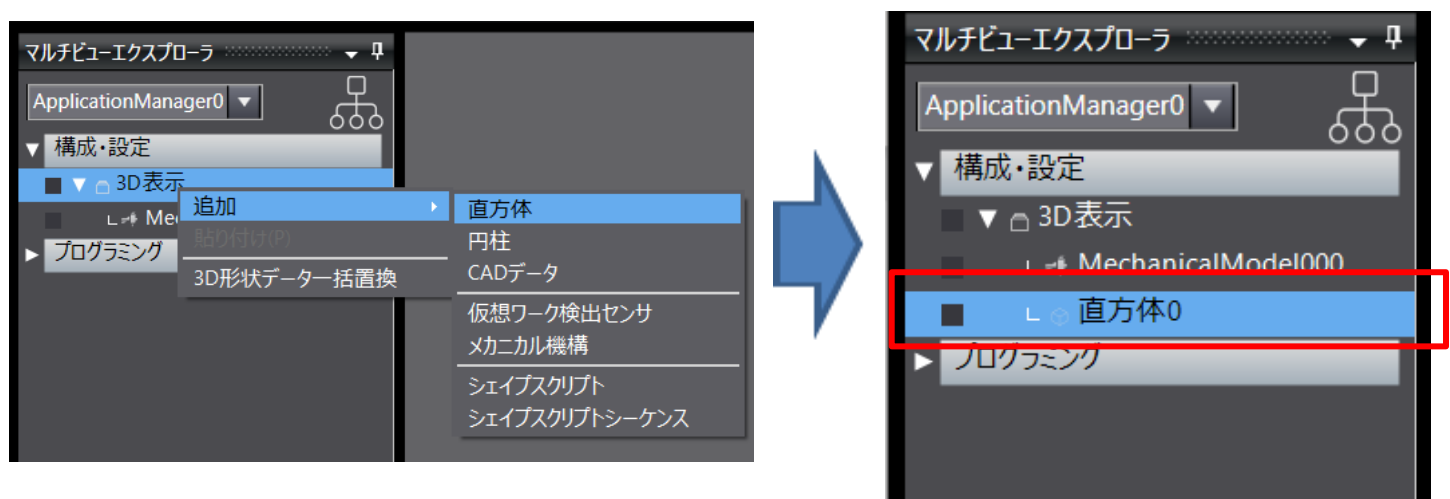 マルチビューエクスプローラ
ApplicationManager0
構成・設定
3D表示
Me
プログラミング
追加
貼り付け(P)
3D形状データ一括置換
直方体
円柱
CADデータ
仮想ワーク検出センサ
メカニカル機構
シェイプスクリプト
シェイプスクリプトシーケンス
マルチビューエクスプローラ
ApplicationManager0
構成・設定
3D表示
MechanicalModel000
直方体0
プログラミング